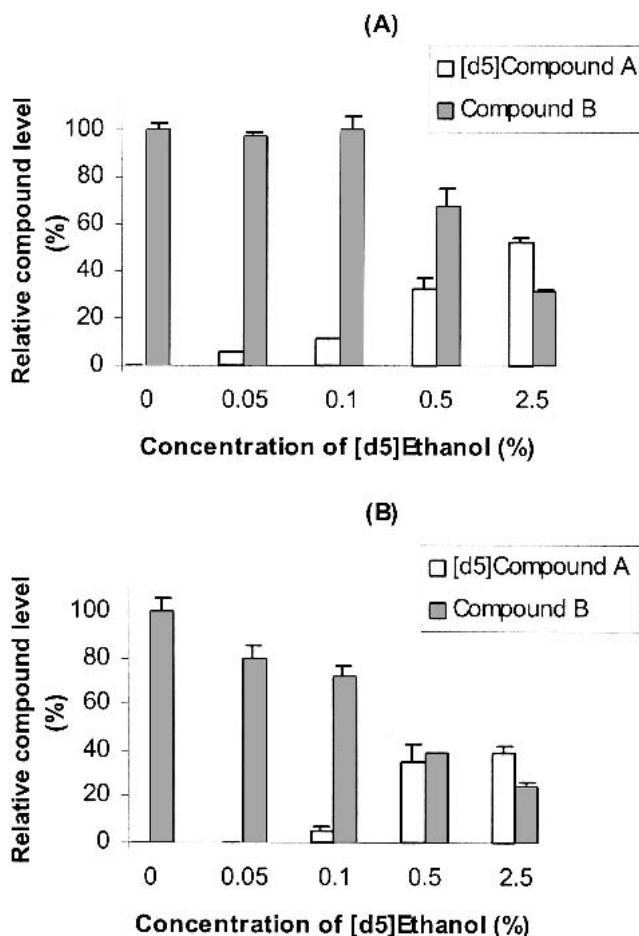 (A)
[d5]Compound A
Compound B
Relative compound level
(%)
100
80
60
40
20
0
0 0.05 0.1 0.5 2.5
Concentration of [d5]Ethanol (%)
(B)
[d5]Compound A
Compound B
Relative compound level
(%)
100
80
60
40
20
0
0 0.05 0.1 0.5 2.5
Concentration of [d5]Ethanol (%)